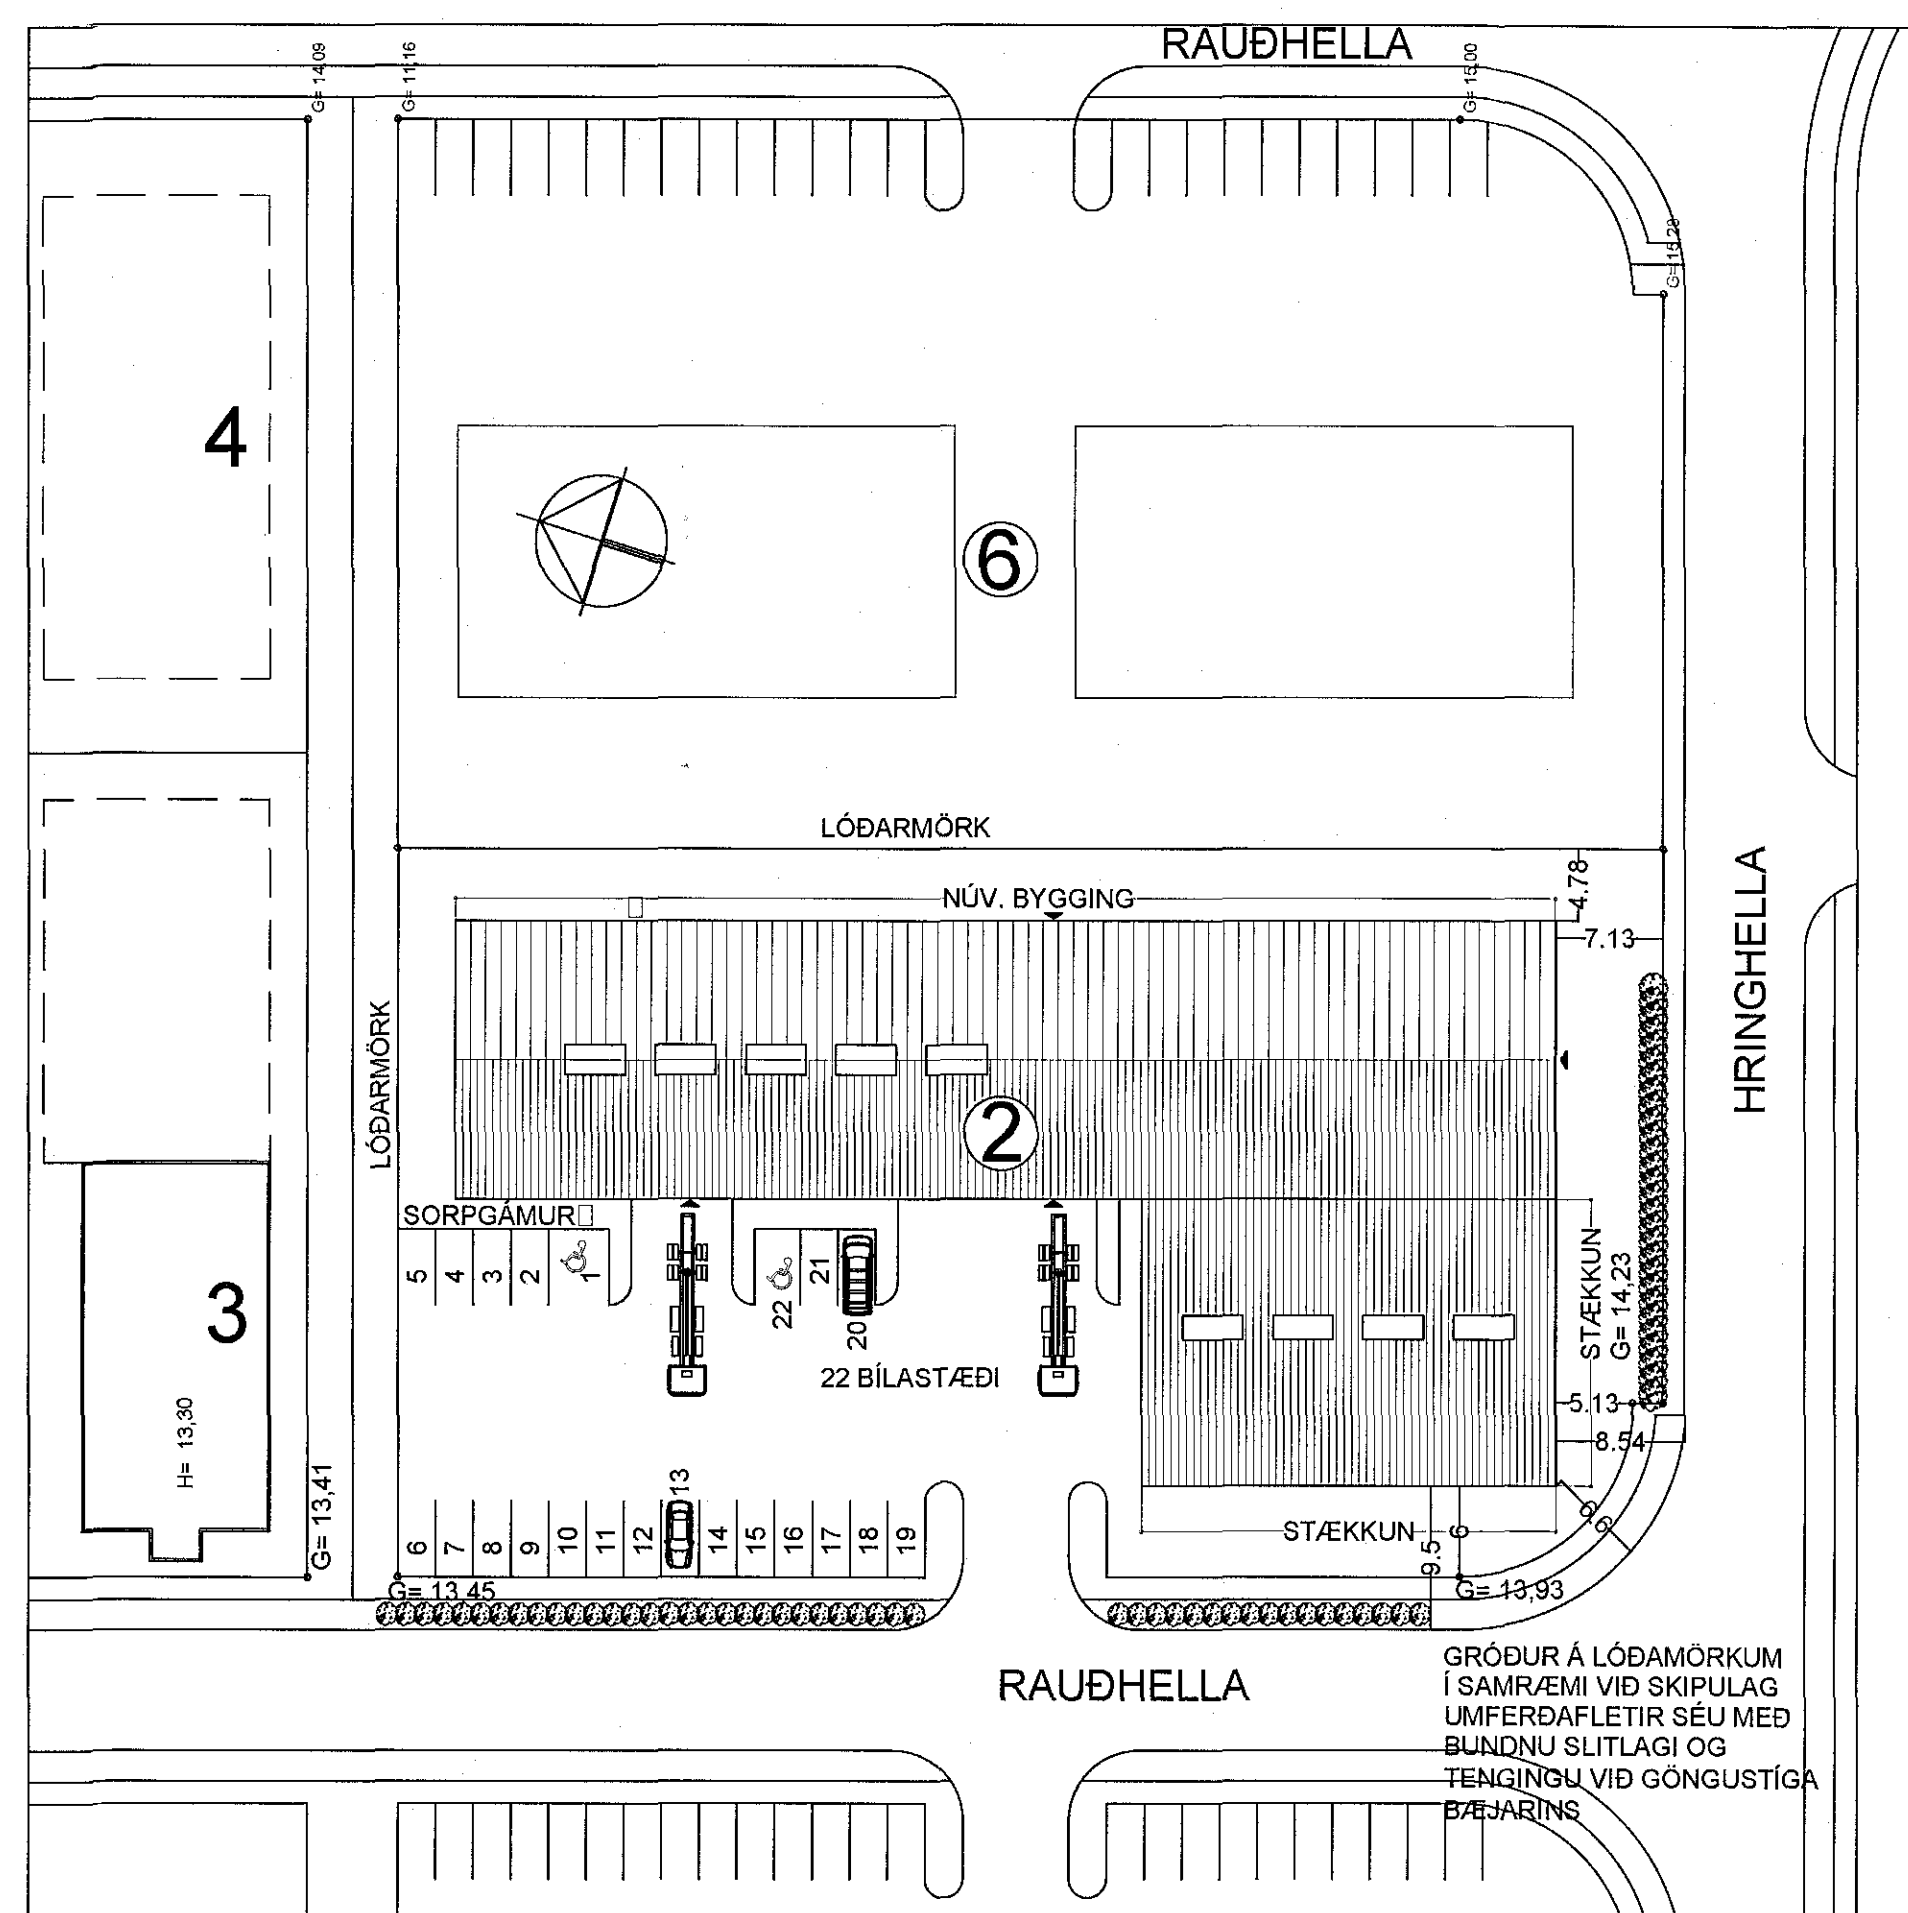 RAUÐHELLA
G= 14,09
G= 11,16
G= 15,00
G= 15,28
4
6
LÓÐARMÖRK
NÚV. BYGGING
4.78
7.13
HRINGHELLA
LÓÐARMÖRK
2
SORPGÁMUR
5
4
3
2
1
22
21
20
22 BÍLASTÆÐI
STÆKKUN
G= 14,23
3
H= 13,30
5.13
8.54
G= 13,41
13
6
7
8
9
10
11
12
14
15
16
17
18
19
STÆKKUN
6
9.5
9.6
G= 13,45
G= 13,93
RAUÐHELLA
GRÓÐUR Á LÓÐAMÖRKUM
Í SAMRÆMI VIÐ SKIPULAG
UMFERÐAFLETIR SÉU MEÐ
BUNDNU SLITLAGI OG
TENGINGU VIÐ GÖNGUSTÍGA
BÆJARINS